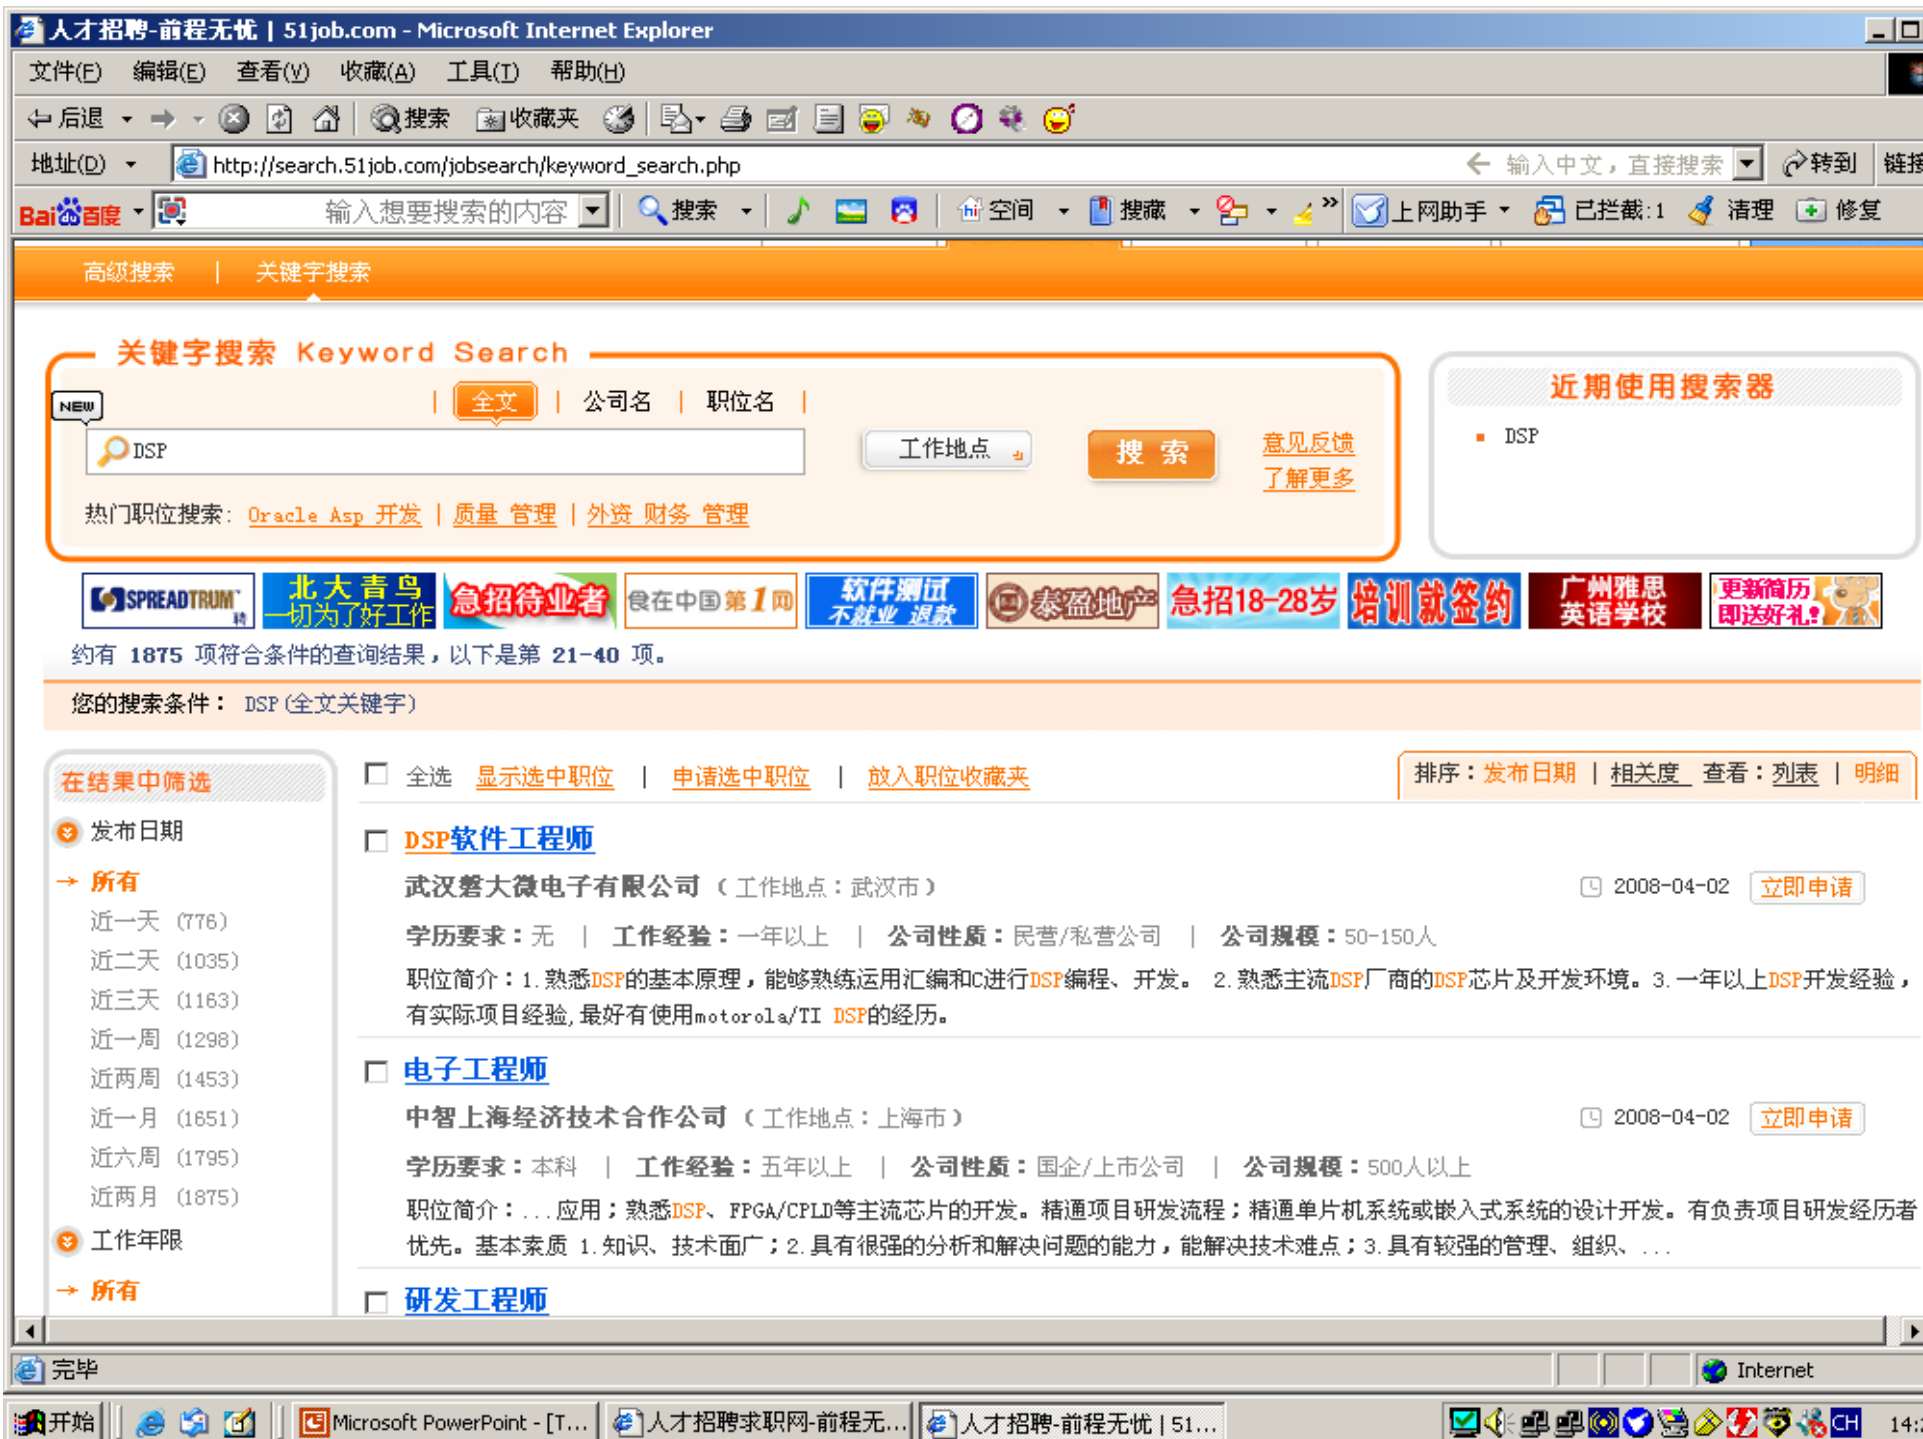 人才招聘-前程无忧 | 51job.com - Microsoft Internet Explorer
文件(F) 编辑(E) 查看(V) 收藏(A) 工具(T) 帮助(H)
后退 搜索 收藏夹
地址(D) http://search.51job.com/jobsearch/keyword_search.php 输入中文，直接搜索 转到 链接
Bai百度 输入想要搜索的内容 搜索 hi 空间 搜藏 » 上网助手 已拦截:1 清理 修复
高级搜索 | 关键字搜索
关键字搜索 Keyword Search
近期使用搜索器
NEW | 全文 | 公司名 | 职位名 |
DSP 工作地点 搜 索 意见反馈
了解更多
DSP
热门职位搜索: Oracle Asp 开发 | 质量 管理 | 外资 财务 管理
SPREADTRUM 聘
北大青鸟
一切为了好工作
急招待业者
食在中国第1网
软件测试
不就业 退款
泰盈地产
急招18-28岁
培训就签约
广州雅思
英语学校
更新简历
即送好礼!
约有 1875 项符合条件的查询结果，以下是第 21-40 项。
您的搜索条件： DSP(全文关键字)
在结果中筛选
发布日期
→ 所有
近一天 (776)
近二天 (1035)
近三天 (1163)
近一周 (1298)
近两周 (1453)
近一月 (1651)
近六周 (1795)
近两月 (1875)
工作年限
→ 所有
全选 显示选中职位 | 申请选中职位 | 放入职位收藏夹
排序：发布日期 | 相关度 查看：列表 | 明细
DSP软件工程师
武汉磐大微电子有限公司（工作地点：武汉市） 2008-04-02 立即申请
学历要求：无 | 工作经验：一年以上 | 公司性质：民营/私营公司 | 公司规模：50-150人
职位简介：1.熟悉DSP的基本原理，能够熟练运用汇编和C进行DSP编程、开发。 2.熟悉主流DSP厂商的DSP芯片及开发环境。3.一年以上DSP开发经验，
有实际项目经验,最好有使用motorola/TI DSP的经历。
电子工程师
中智上海经济技术合作公司（工作地点：上海市） 2008-04-02 立即申请
学历要求：本科 | 工作经验：五年以上 | 公司性质：国企/上市公司 | 公司规模：500人以上
职位简介：...应用；熟悉DSP、FPGA/CPLD等主流芯片的开发。精通项目研发流程；精通单片机系统或嵌入式系统的设计开发。有负责项目研发经历者
优先。基本素质 1.知识、技术面广；2.具有很强的分析和解决问题的能力，能解决技术难点；3.具有较强的管理、组织、...
研发工程师
完毕 Internet
开始 Microsoft PowerPoint - [T... 人才招聘求职网-前程无... 人才招聘-前程无忧 | 51... CH